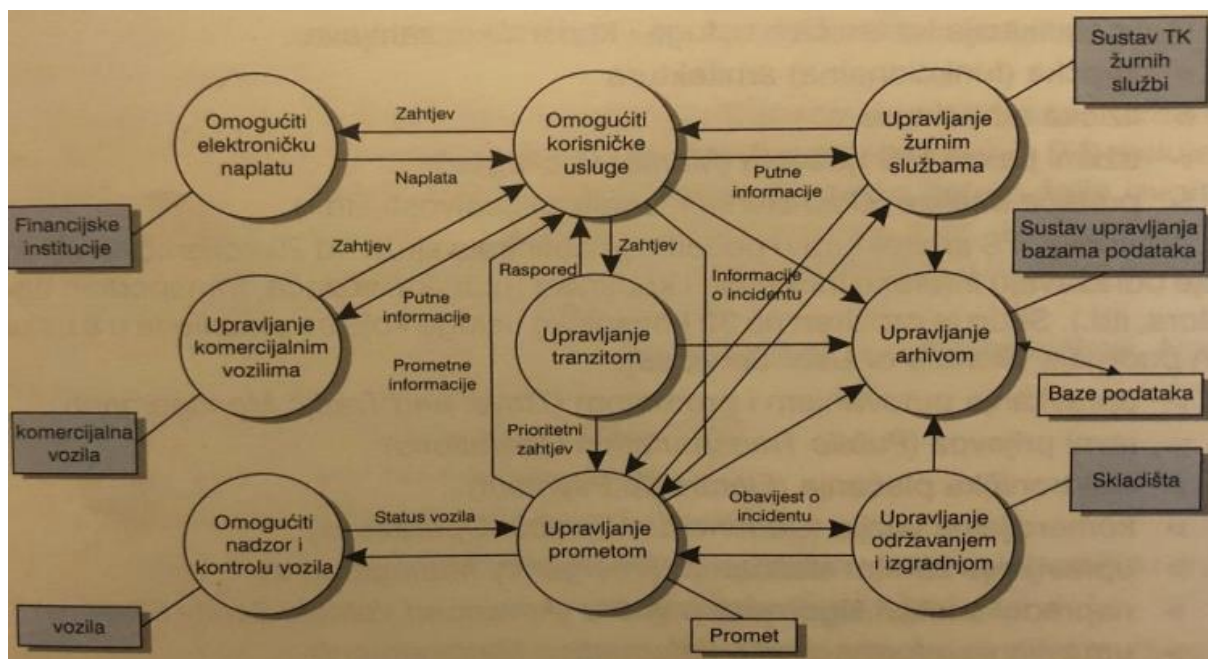 Sustav TK
žurnih
službi
Omogućiti
elektroničku
naplatu
Zahtjev
Naplata
Omogućiti
korisničke
usluge
Putne
informacije
Upravljanje
žurnim
službama
Financijske
institucije
Zahtjev
Raspored
Zahtjev
Informacije
o incidentu
Sustav upravljanja
bazama podataka
Upravljanje
komercijalnim
vozilima
Putne
informacije
Prometne
informacije
Upravljanje
tranzitom
Upravljanje
arhivom
Baze podataka
komercijalna
vozila
Prioritetni
zahtjev
Skladišta
Omogućiti
nadzor i
kontrolu vozila
Status vozila
Upravljanje
prometom
Obavijest o
incidentu
Upravljanje
održavanjem
i izgradnjom
vozila
Promet